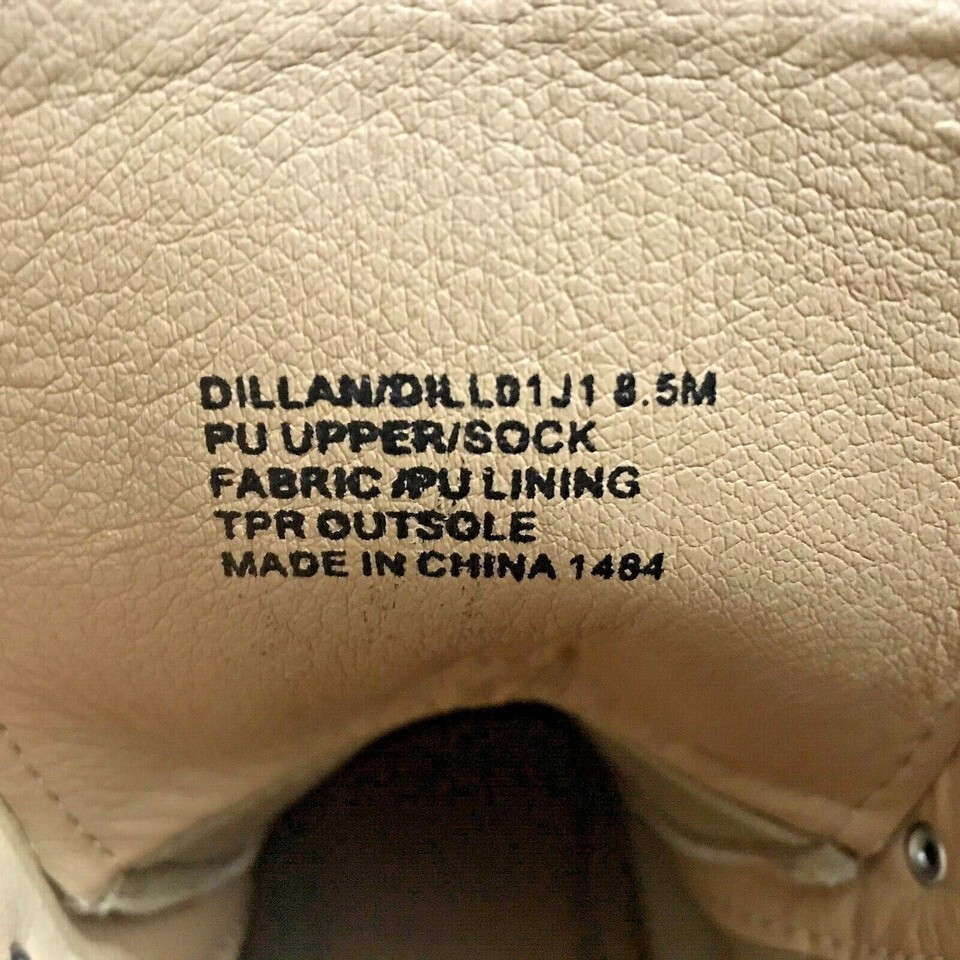 DILLAN/DILL01J1 8.5M
PU UPPER/SOCK
FABRIC /PU LINING
TPR OUTSOLE
MADE IN CHINA 1484